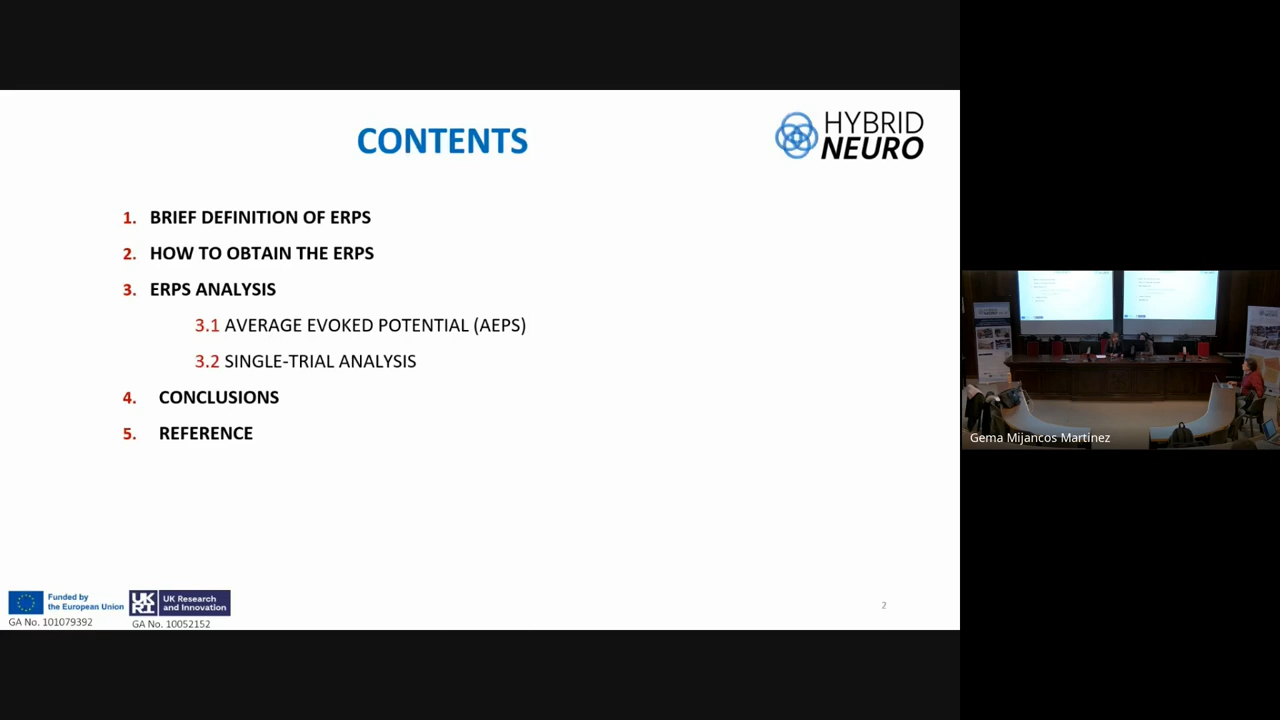 CONTENTS
HYBRID
NEURO
1. BRIEF DEFINITION OF ERPS
2. HOW TO OBTAIN THE ERPS
3. ERPS ANALYSIS
3.1 AVERAGE EVOKED POTENTIAL (AEPS)
3.2 SINGLE-TRIAL ANALYSIS
4. CONCLUSIONS
5. REFERENCE
Funded by
the European Union
GA No. 101079392
UKRI
UK Research
and Innovation
GA No. 10052152
2
Gema Mijancos Martínez